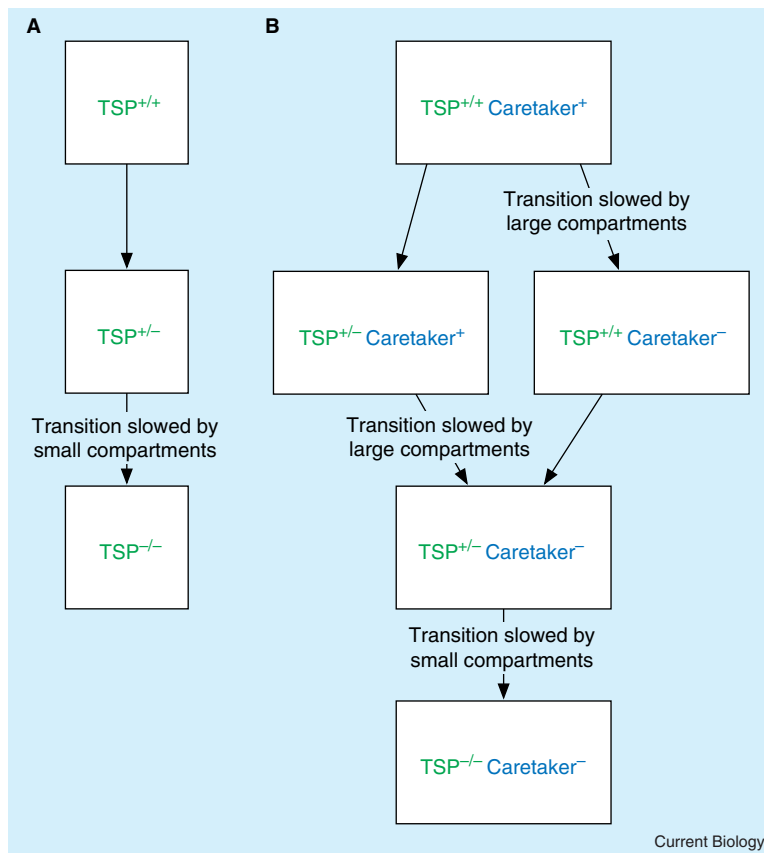 A
B
TSP+/+
TSP+/+ Caretaker+
Transition slowed by
large compartments
TSP+/–
TSP+/– Caretaker+
TSP+/+ Caretaker–
Transition slowed by
small compartments
Transition slowed by
large compartments
TSP–/–
TSP+/– Caretaker–
Transition slowed by
small compartments
TSP–/– Caretaker–
Current Biology